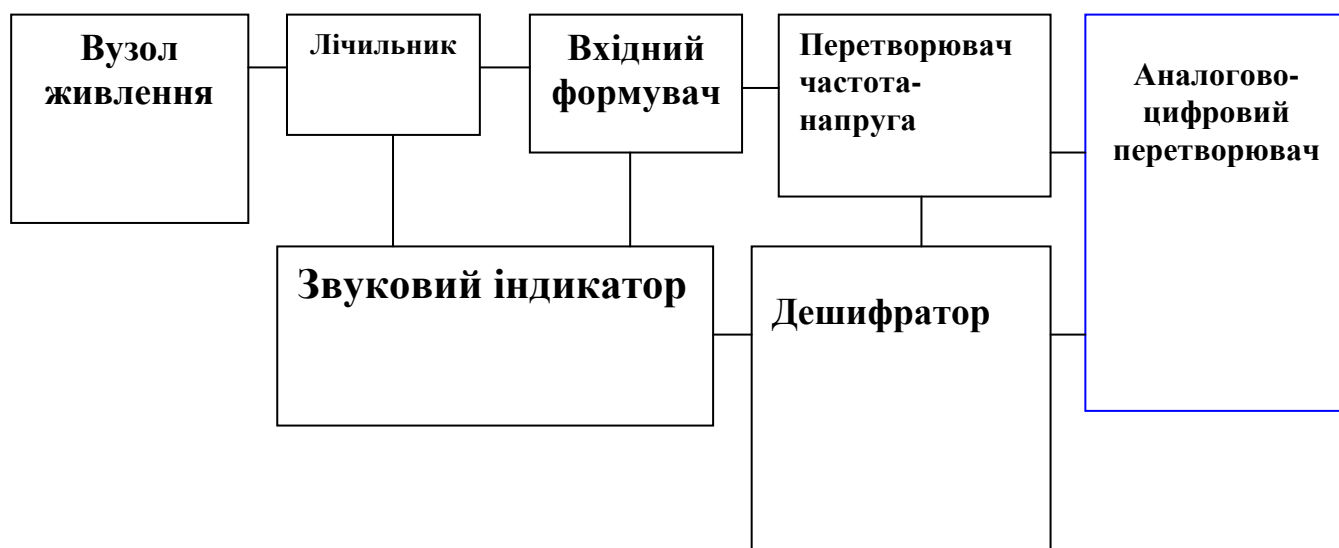 Вузол
живлення
Лічильник
Вхідний
формувач
Перетворювач
частота-
напруга
Аналогово-
цифровий
перетворювач
Звуковий індикатор
Дешифратор